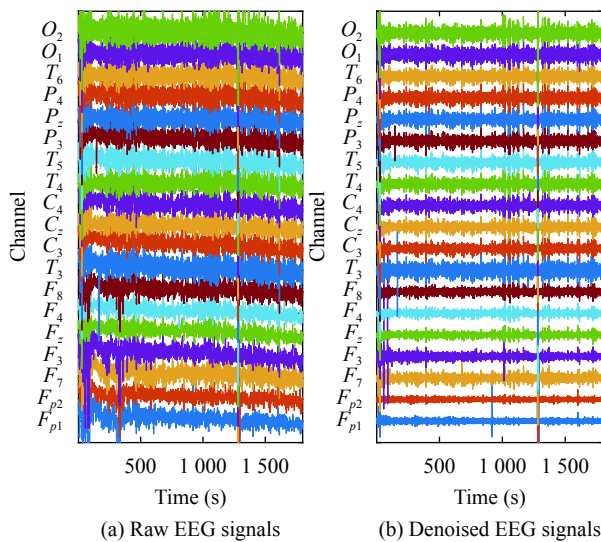 Channel
O2
O1
T6
P4
Pz
P3
T5
T4
C4
Cz
C3
T3
F8
F4
Fz
F3
F7
Fp2
Fp1
500
1 000
1 500
Time (s)
(a) Raw EEG signals
Channel
O2
O1
T6
P4
Pz
P3
T5
T4
C4
Cz
C3
T3
F8
F4
Fz
F3
F7
Fp2
Fp1
500
1 000
1 500
Time (s)
(b) Denoised EEG signals